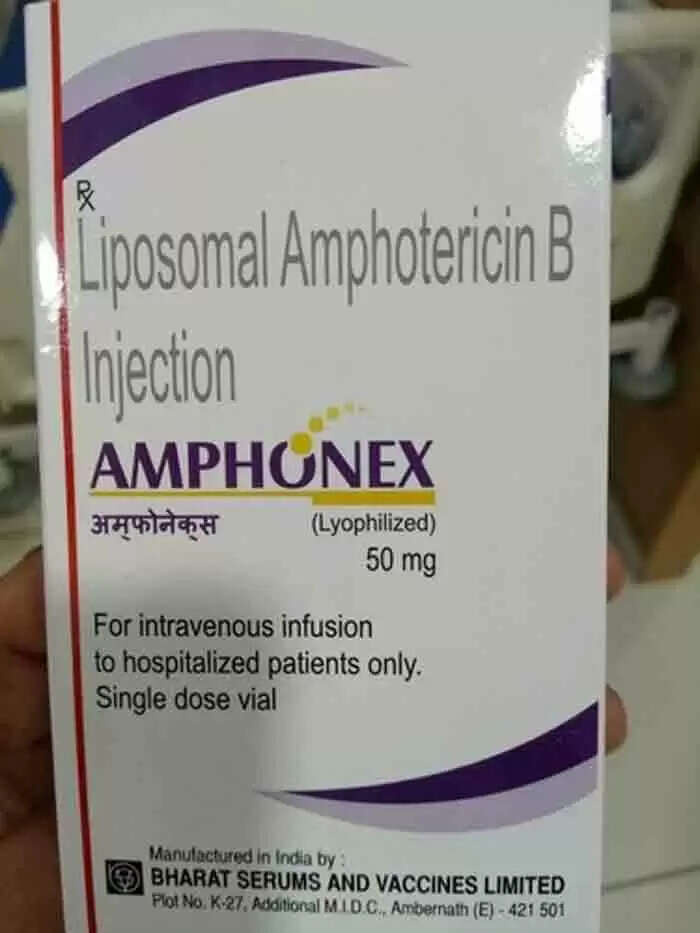 Rx
Liposomal Amphotericin B
Injection
AMPHONEX
अम्फोनेक्स
(Lyophilized)
50 mg
For intravenous infusion
to hospitalized patients only.
Single dose vial
Manufactured in India by :
BHARAT SERUMS AND VACCINES LIMITED
Plot No. K-27, Additional M.I.D.C., Ambernath (E) - 421 501